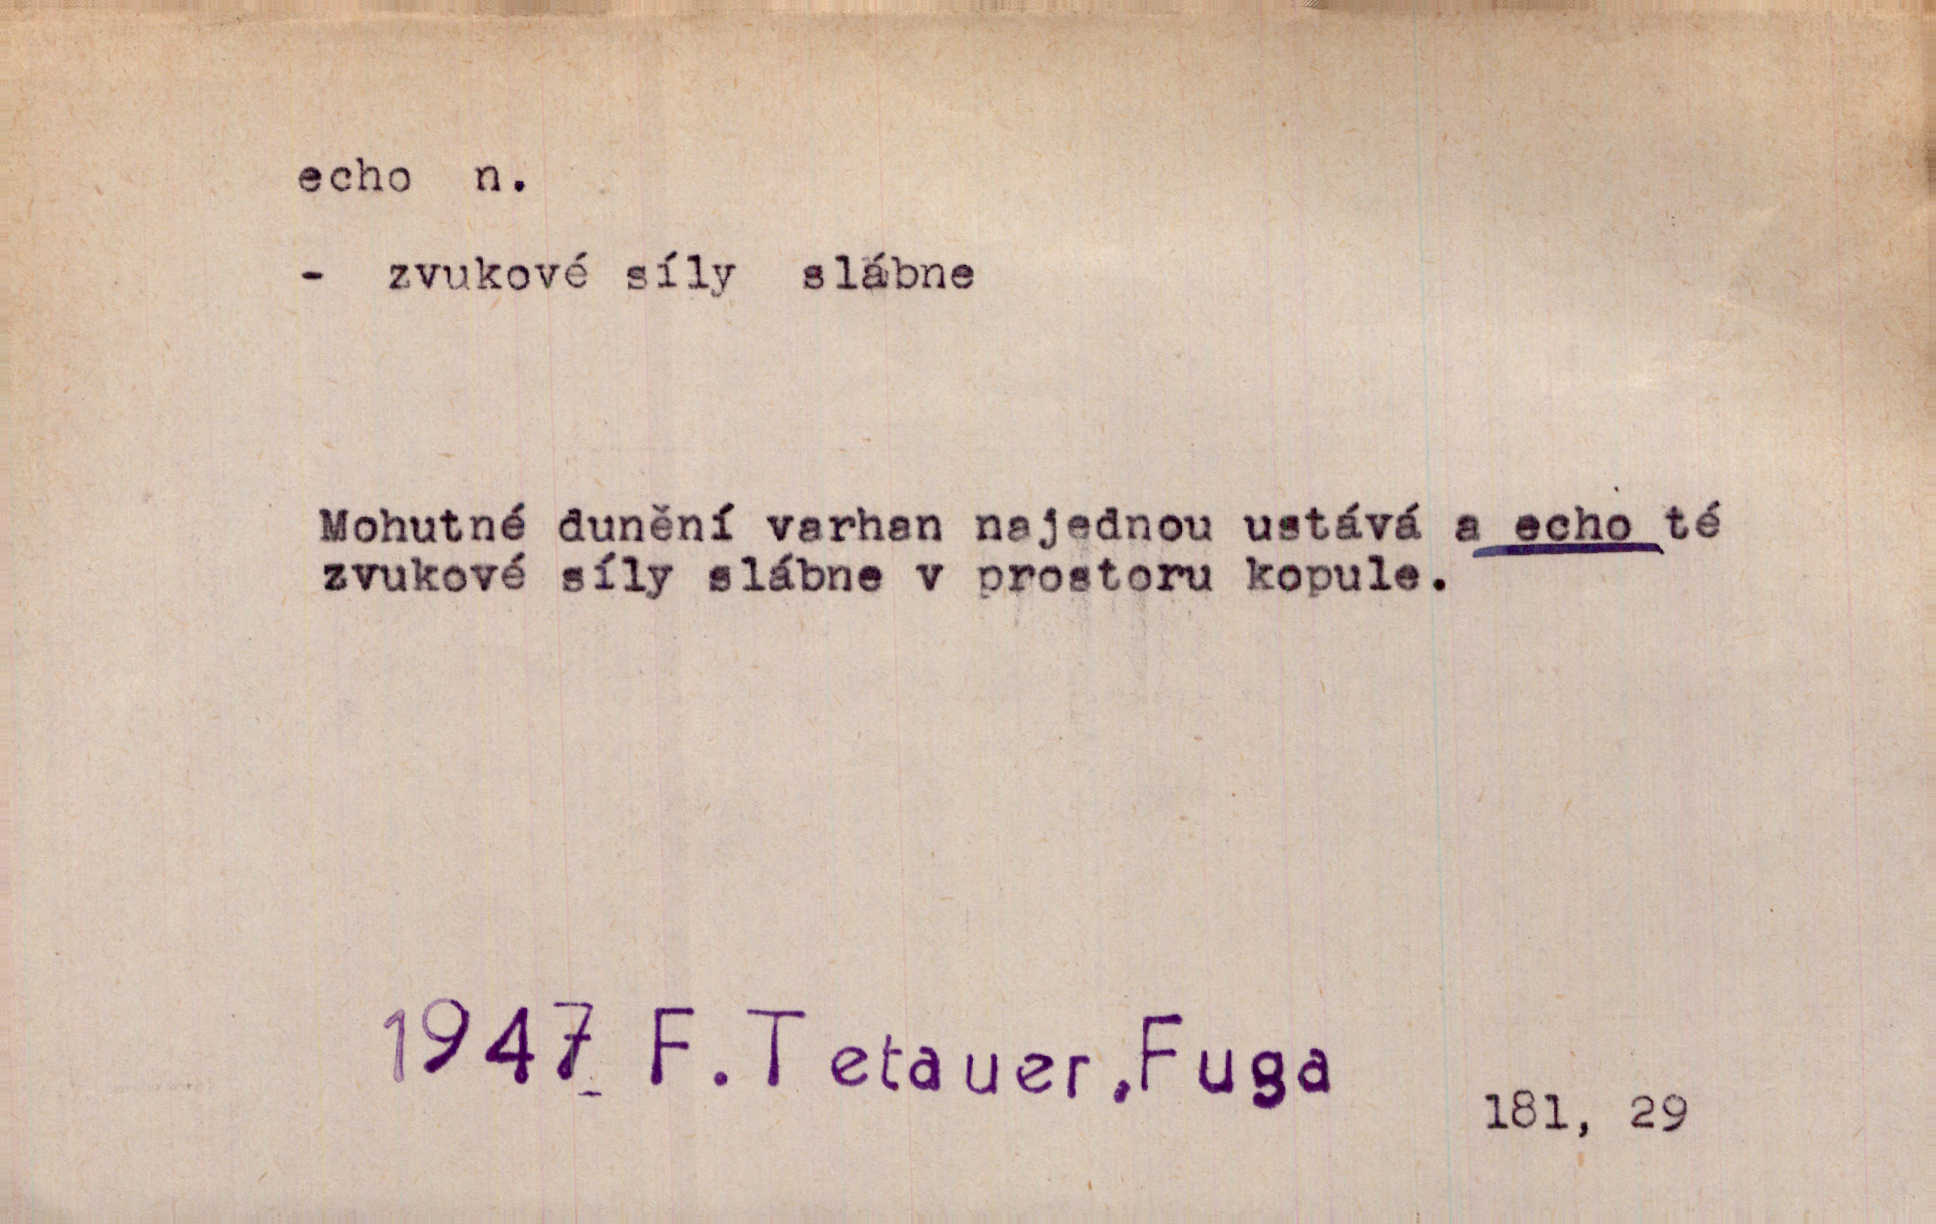 echo n.
- zvukové síly slábne
Mohutné dunění varhan najednou ustává a echo té
zvukové síly slábne v prostoru kopule.
1947 F. Tetauer, Fuga
181, 29